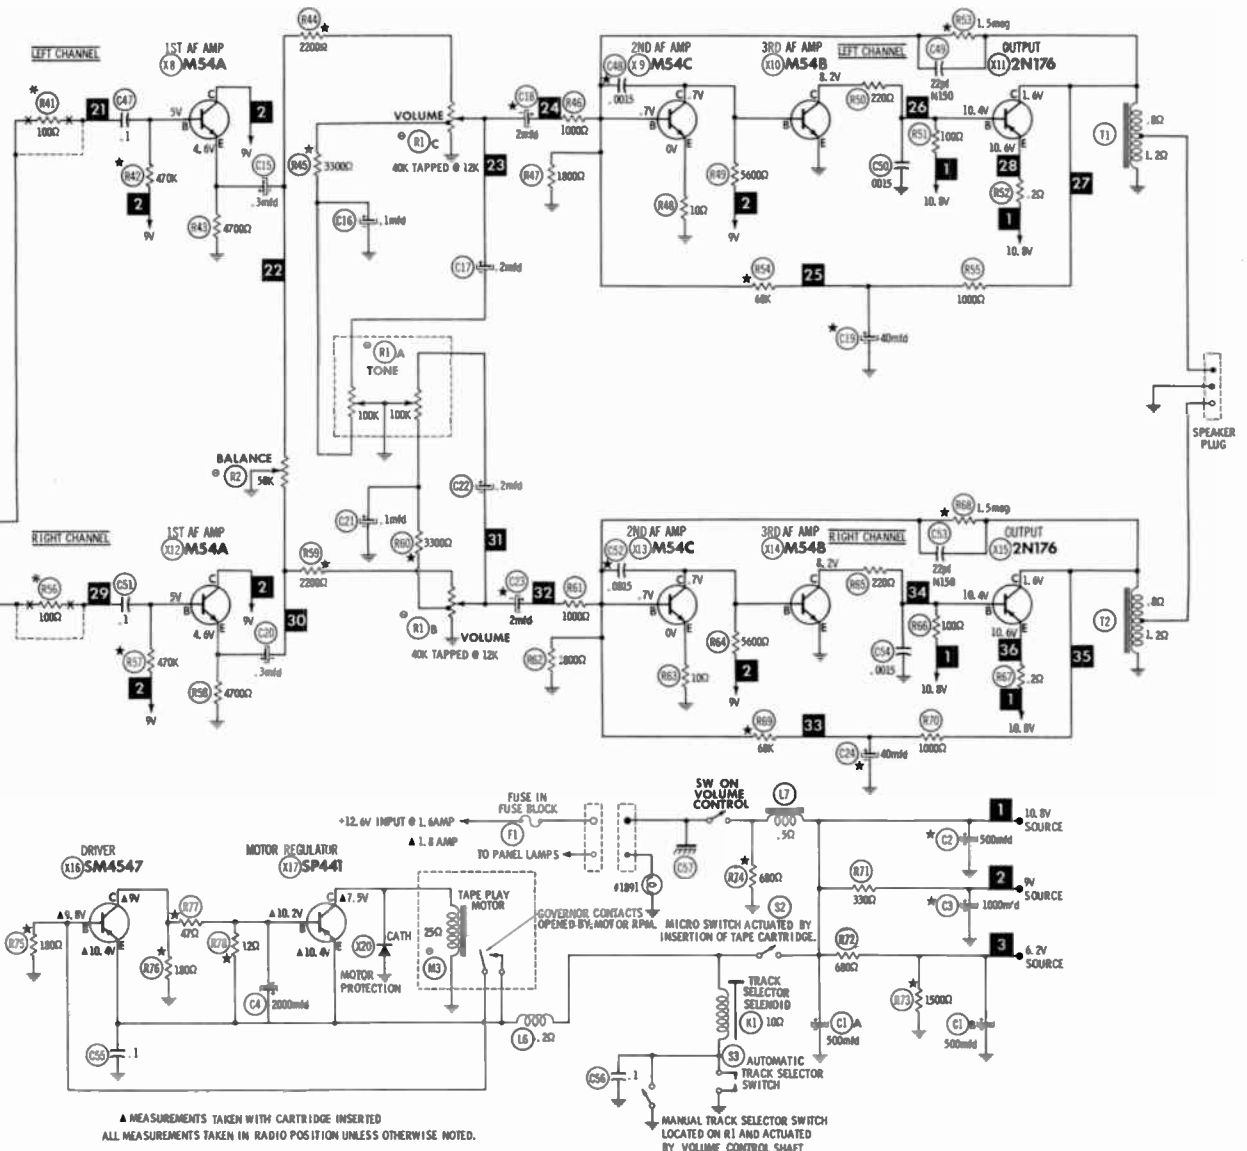 LEFT CHANNEL
R41
100Ω
21
C47
.1
1ST AF AMP
X8 M54A
5V
B
C
E
4.6V
2
9V
R42
470K
2
9V
R43
4700Ω
C15
.3mfd
22
R44
2200Ω
R45
3300Ω
C16
.1mfd
VOLUME
R1 C
40K TAPPED @ 12K
23
C17
.2mfd
C18
2mfd
24
R46
1000Ω
R47
1800Ω
2ND AF AMP
X9 M54C
C48
.0015
.7V
.7V
B
C
E
0V
R48
10Ω
R49
5600Ω
2
9V
3RD AF AMP
X10 M54B
8.2V
B
C
E
LEFT CHANNEL
R50
220Ω
26
C50
.0015
R51
100Ω
1
10.8V
R53
1.5meg
C49
22pf
N150
OUTPUT
X11 2N176
1.6V
10.4V
B
C
E
10.6V
28
R52
.2Ω
1
10.8V
27
R54
68K
25
R55
1000Ω
C19
40mfd
T1
.8Ω
1.2Ω
SPEAKER
PLUG
R1 A
TONE
100K
100K
BALANCE
R2
50K
C21
.1mfd
R60
3300Ω
C22
.2mfd
31
RIGHT CHANNEL
R56
100Ω
29
C51
.1
1ST AF AMP
X12 M54A
5V
B
C
E
4.6V
2
9V
R57
470K
2
9V
R58
4700Ω
C20
.3mfd
30
R59
2200Ω
R1 B
VOLUME
40K TAPPED @ 12K
C23
2mfd
32
R61
1000Ω
R62
1800Ω
2ND AF AMP
X13 M54C
C52
.0015
.7V
.7V
B
C
E
0V
R63
10Ω
R64
5600Ω
2
9V
3RD AF AMP
X14 M54B
8.2V
B
C
E
RIGHT CHANNEL
R65
220Ω
34
C54
.0015
R66
100Ω
1
10.8V
R68
1.5meg
C53
22pf
N150
OUTPUT
X15 2N176
1.6V
10.4V
B
C
E
10.6V
36
R67
.2Ω
1
10.8V
35
R69
68K
33
R70
1000Ω
C24
40mfd
T2
.8Ω
1.2Ω
FUSE IN
FUSE BLOCK
+12.6V INPUT @ 1.6AMP
▲ 1.8 AMP
F1
TO PANEL LAMPS
#1891
C57
SW ON
VOLUME
CONTROL
L7
.5Ω
R74
680Ω
1
10.8V
SOURCE
C2
500mfd
R71
330Ω
2
9V
SOURCE
C3
1000mfd
S2
MICRO SWITCH ACTUATED BY
INSERTION OF TAPE CARTRIDGE.
R72
680Ω
3
6.2V
SOURCE
R73
1500Ω
C1 A
500mfd
C1 B
500mfd
DRIVER
X16 SM4547
▲9V
▲9.8V
B
C
E
▲10.4V
R75
180Ω
R76
180Ω
R77
47Ω
R78
12Ω
C4
2000mfd
MOTOR REGULATOR
X17 SP441
▲7.5V
▲10.2V
B
C
E
▲10.4V
X20
CATH
MOTOR
PROTECTION
TAPE PLAY
MOTOR
25Ω
M3
GOVERNOR CONTACTS
OPENED BY MOTOR RPM.
L6
.2Ω
C55
.1
TRACK
SELECTOR
SELENOID
K1 10Ω
S3
AUTOMATIC
TRACK SELECTOR
SWITCH
C56
.1
MANUAL TRACK SELECTOR SWITCH
LOCATED ON R1 AND ACTUATED
BY VOLUME CONTROL SHAFT
▲ MEASUREMENTS TAKEN WITH CARTRIDGE INSERTED
ALL MEASUREMENTS TAKEN IN RADIO POSITION UNLESS OTHERWISE NOTED.